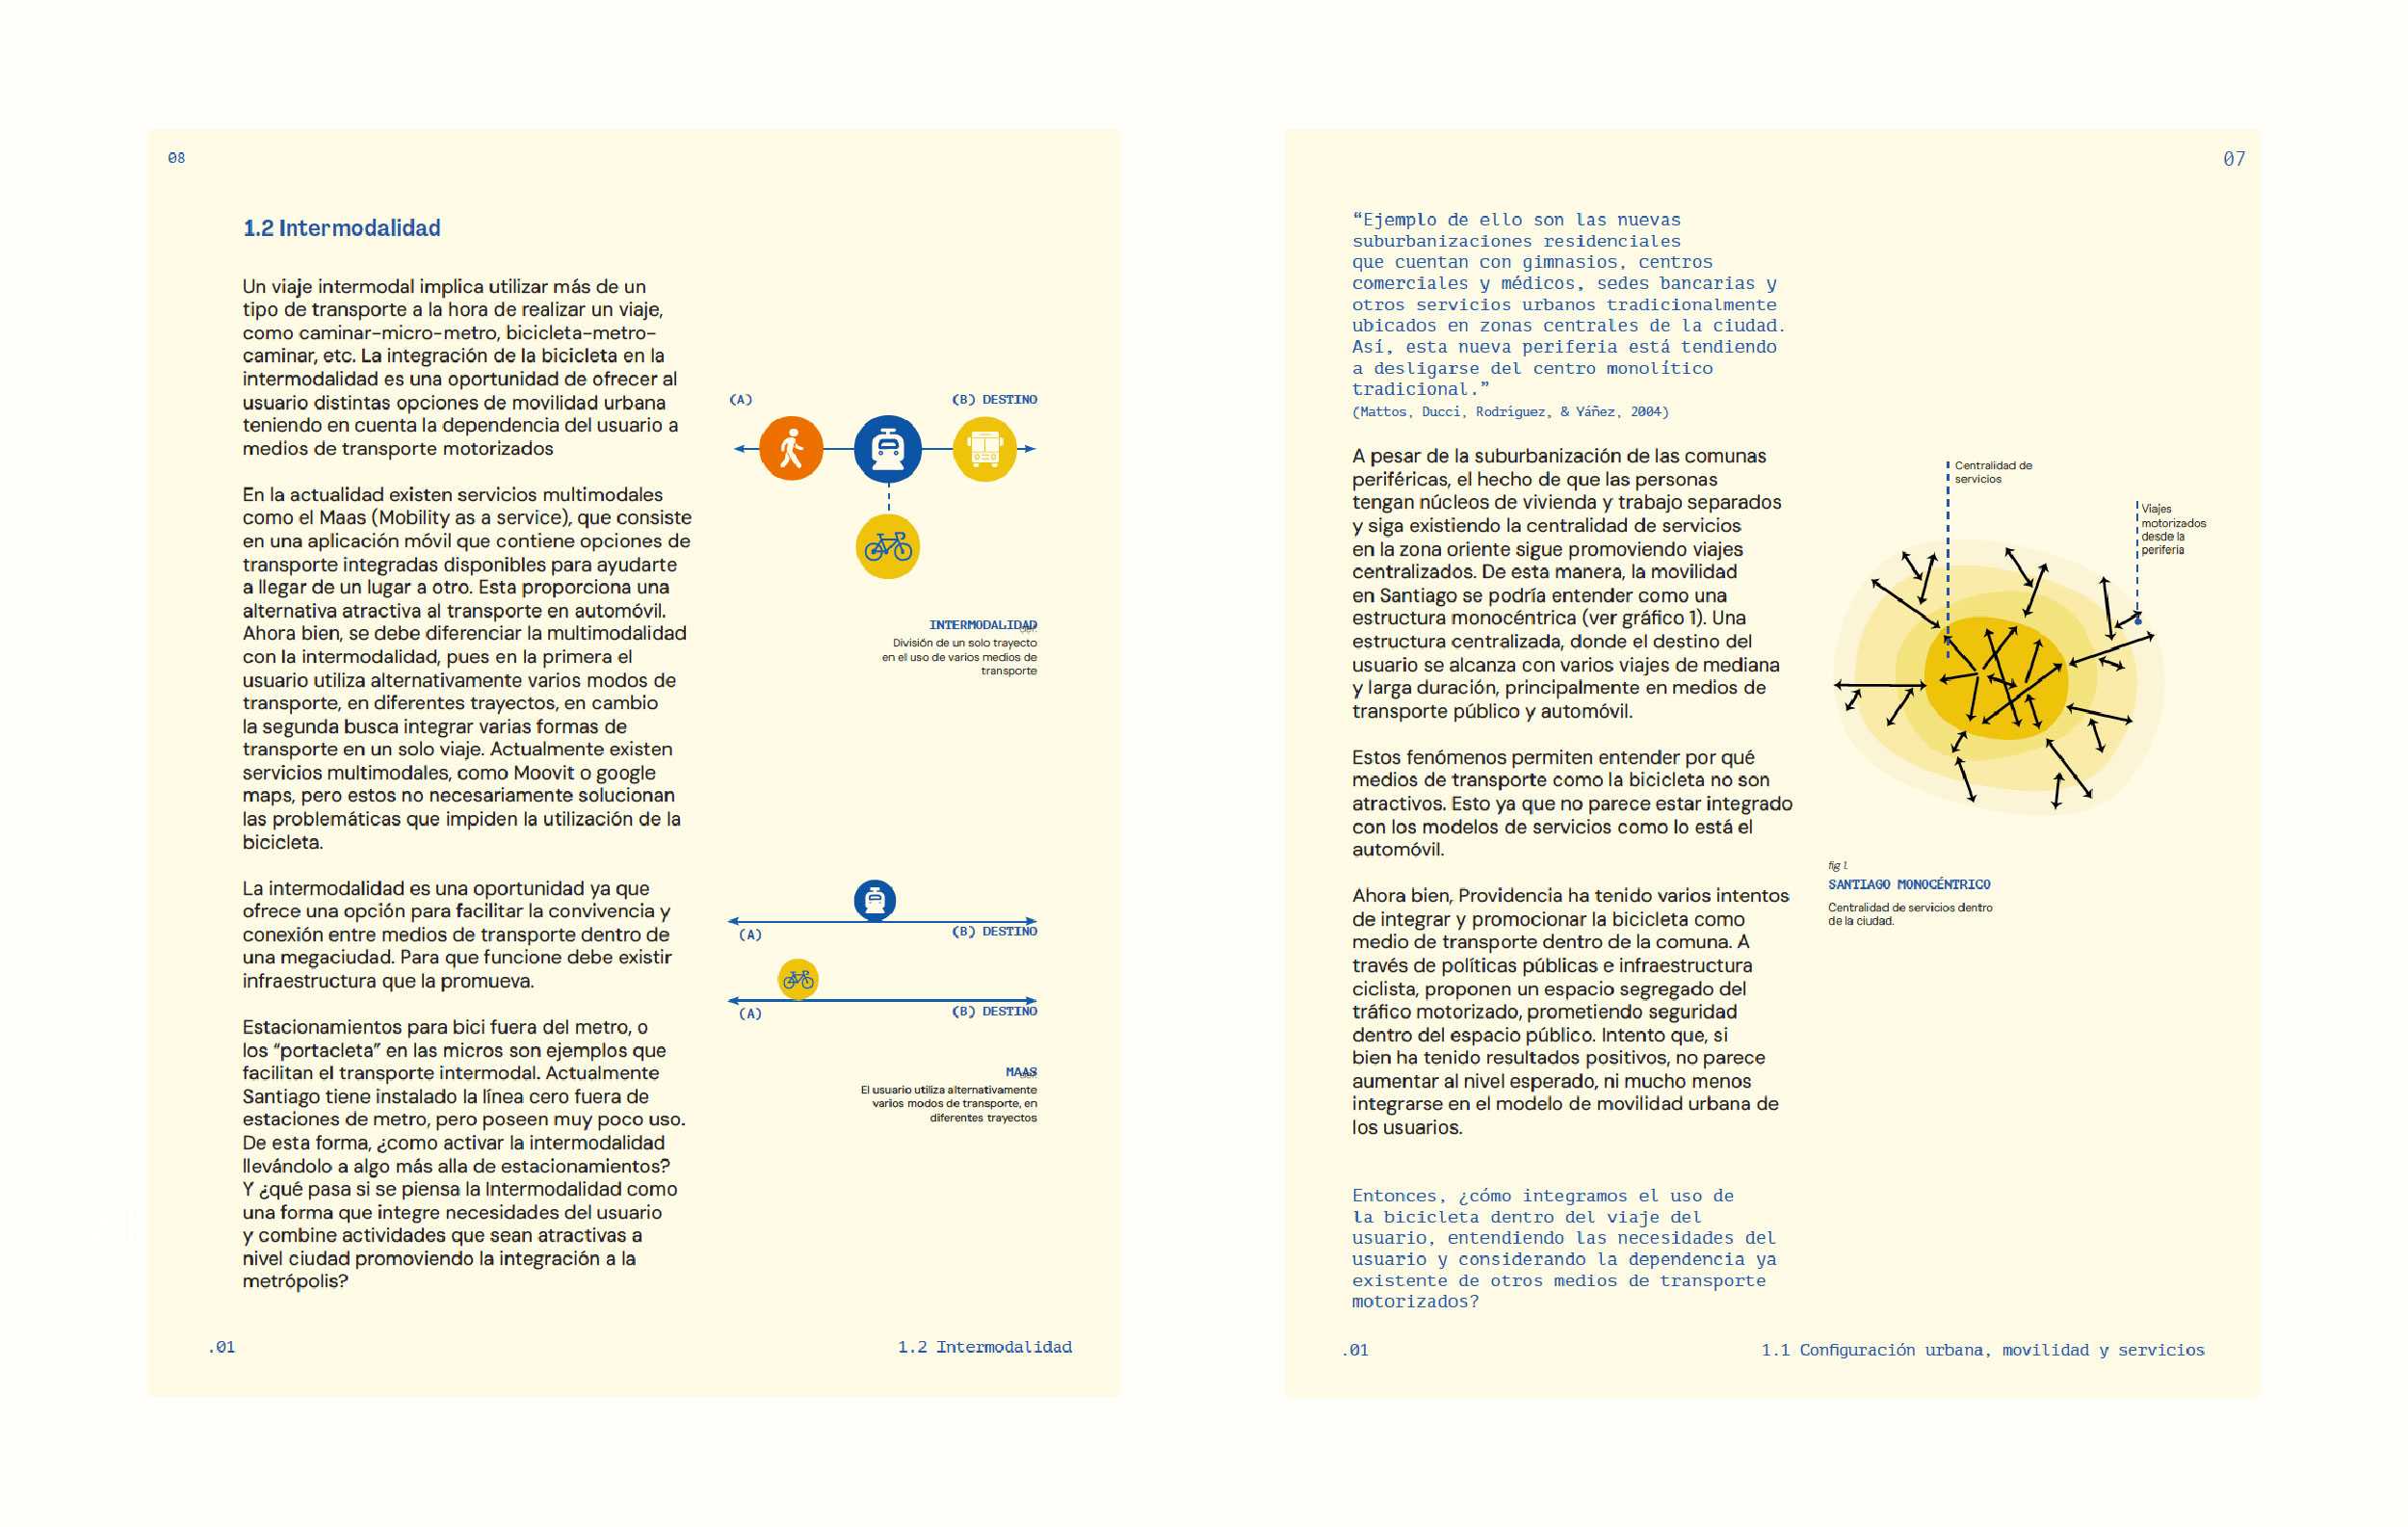 08
1.2 Intermodalidad
Un viaje intermodal implica utilizar más de un
tipo de transporte a la hora de realizar un viaje,
como caminar-micro-metro, bicicleta-metro-
caminar, etc. La integración de la bicicleta en la
intermodalidad es una oportunidad de ofrecer al
usuario distintas opciones de movilidad urbana
teniendo en cuenta la dependencia del usuario a
medios de transporte motorizados
En la actualidad existen servicios multimodales
como el Maas (Mobility as a service), que consiste
en una aplicación móvil que contiene opciones de
transporte integradas disponibles para ayudarte
a llegar de un lugar a otro. Esta proporciona una
alternativa atractiva al transporte en automóvil.
Ahora bien, se debe diferenciar la multimodalidad
con la intermodalidad, pues en la primera el
usuario utiliza alternativamente varios modos de
transporte, en diferentes trayectos, en cambio
la segunda busca integrar varias formas de
transporte en un solo viaje. Actualmente existen
servicios multimodales, como Moovit o google
maps, pero estos no necesariamente solucionan
las problemáticas que impiden la utilización de la
bicicleta.
La intermodalidad es una oportunidad ya que
ofrece una opción para facilitar la convivencia y
conexión entre medios de transporte dentro de
una megaciudad. Para que funcione debe existir
infraestructura que la promueva.
Estacionamientos para bici fuera del metro, o
los “portacleta” en las micros son ejemplos que
facilitan el transporte intermodal. Actualmente
Santiago tiene instalado la línea cero fuera de
estaciones de metro, pero poseen muy poco uso.
De esta forma, ¿como activar la intermodalidad
llevándolo a algo más alla de estacionamientos?
Y ¿qué pasa si se piensa la Intermodalidad como
una forma que integre necesidades del usuario
y combine actividades que sean atractivas a
nivel ciudad promoviendo la integración a la
metrópolis?
(A)
(B) DESTINO
INTERMODALIDAD
def.
División de un solo trayecto
en el uso de varios medios de
transporte
(A)
(B) DESTINO
(A)
(B) DESTINO
MAAS
def.
El usuario utiliza alternativamente
varios modos de transporte, en
diferentes trayectos
.01
1.2 Intermodalidad
07
“Ejemplo de ello son las nuevas
suburbanizaciones residenciales
que cuentan con gimnasios, centros
comerciales y médicos, sedes bancarias y
otros servicios urbanos tradicionalmente
ubicados en zonas centrales de la ciudad.
Así, esta nueva periferia está tendiendo
a desligarse del centro monolítico
tradicional.”
(Mattos, Ducci, Rodriguez, & Yáñez, 2004)
A pesar de la suburbanización de las comunas
periféricas, el hecho de que las personas
tengan núcleos de vivienda y trabajo separados
y siga existiendo la centralidad de servicios
en la zona oriente sigue promoviendo viajes
centralizados. De esta manera, la movilidad
en Santiago se podría entender como una
estructura monocéntrica (ver gráfico 1). Una
estructura centralizada, donde el destino del
usuario se alcanza con varios viajes de mediana
y larga duración, principalmente en medios de
transporte público y automóvil.
Estos fenómenos permiten entender por qué
medios de transporte como la bicicleta no son
atractivos. Esto ya que no parece estar integrado
con los modelos de servicios como lo está el
automóvil.
Ahora bien, Providencia ha tenido varios intentos
de integrar y promocionar la bicicleta como
medio de transporte dentro de la comuna. A
través de políticas públicas e infraestructura
ciclista, proponen un espacio segregado del
tráfico motorizado, prometiendo seguridad
dentro del espacio público. Intento que, si
bien ha tenido resultados positivos, no parece
aumentar al nivel esperado, ni mucho menos
integrarse en el modelo de movilidad urbana de
los usuarios.
Entonces, ¿cómo integramos el uso de
la bicicleta dentro del viaje del
usuario, entendiendo las necesidades del
usuario y considerando la dependencia ya
existente de otros medios de transporte
motorizados?
Centralidad de
servicios
Viajes
motorizados
desde la
periferia
fig 1.
SANTIAGO MONOCÉNTRICO
Centralidad de servicios dentro
de la ciudad.
.01
1.1 Configuración urbana, movilidad y servicios